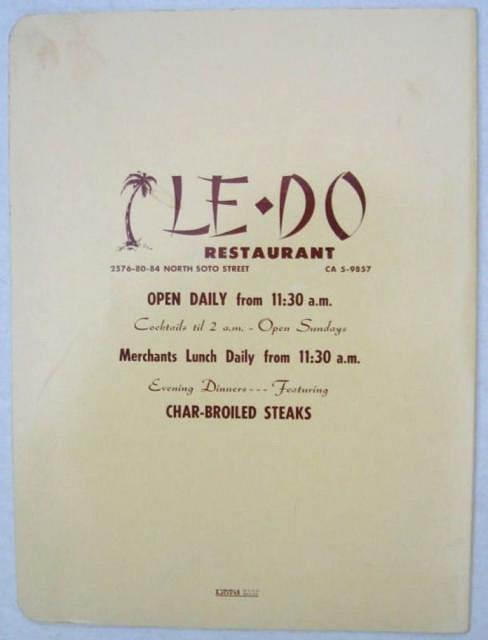 LE·DO
RESTAURANT
2576-80-84 NORTH SOTO STREET CA 5-9857
OPEN DAILY from 11:30 a.m.
Cocktails til 2 a.m. - Open Sundays
Merchants Lunch Daily from 11:30 a.m.
Evening Dinners--- Featuring
CHAR-BROILED STEAKS